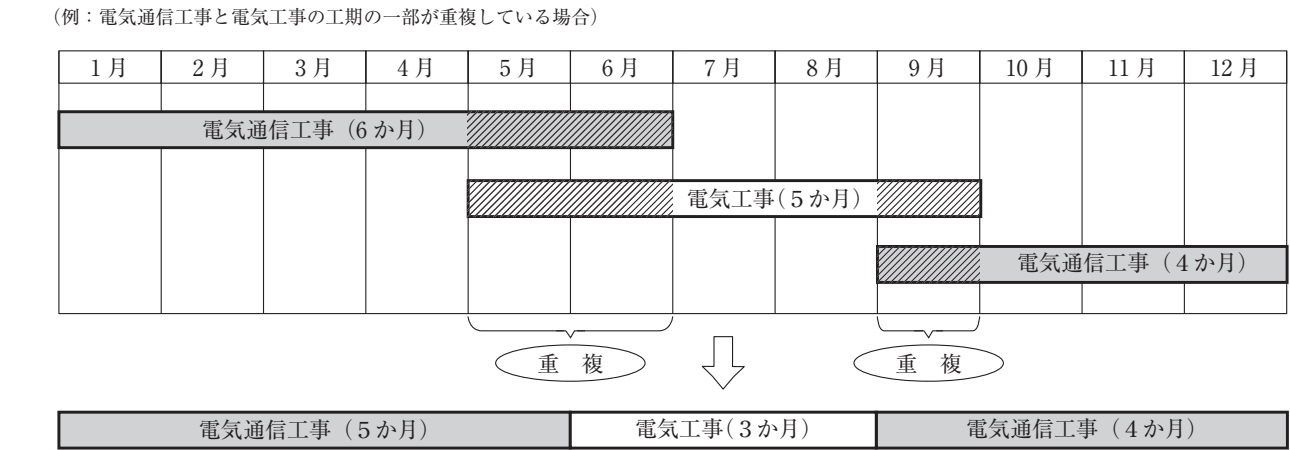 （例：電気通信工事と電気工事の工期の一部が重複している場合）
1月 2月 3月 4月 5月 6月 7月 8月 9月 10月 11月 12月
電気通信工事（6か月）
電気工事（5か月）
電気通信工事（4か月）
重 複 重 複
電気通信工事（5か月） 電気工事（3か月） 電気通信工事（4か月）